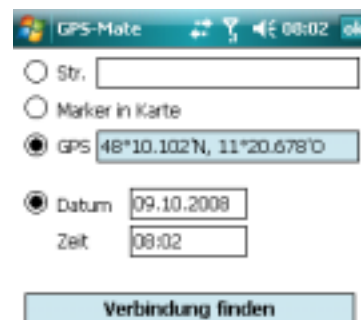 GPS-Mate 08:02 ok
Str.
Marker in Karte
GPS 48°10.102'N, 11°20.678'O
Datum 09.10.2008
Zeit 08:02
Verbindung finden